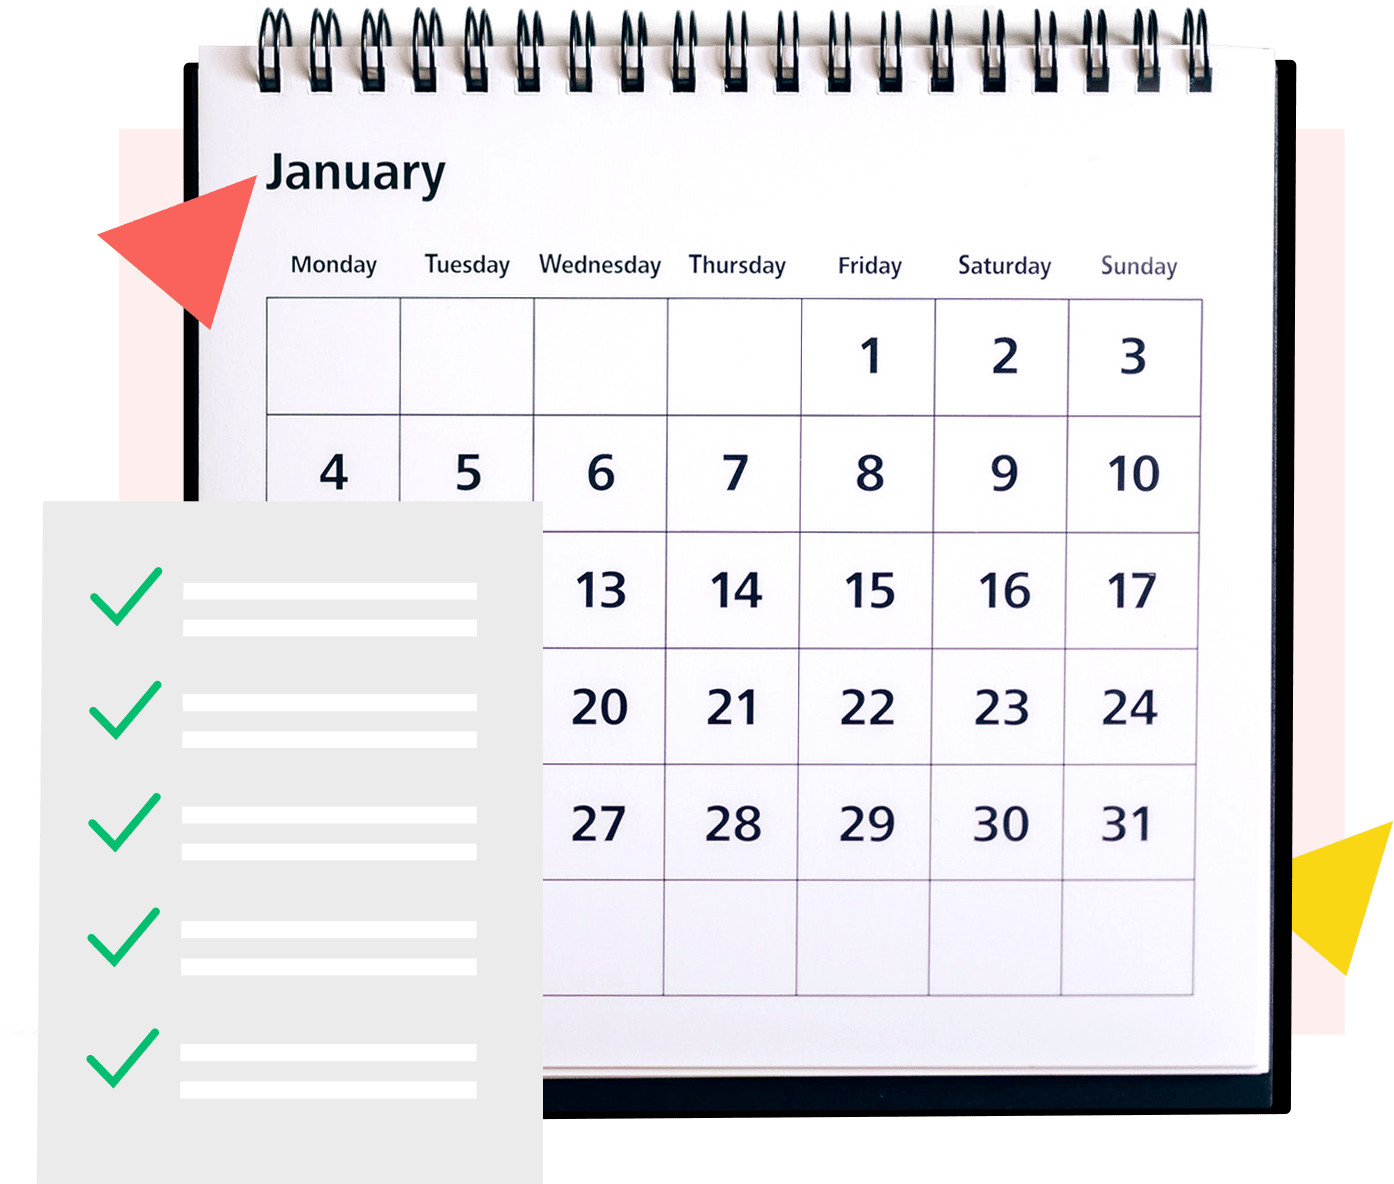 January
Monday Tuesday Wednesday Thursday Friday Saturday Sunday
1 2 3
4 5 6 7 8 9 10
13 14 15 16 17
20 21 22 23 24
27 28 29 30 31